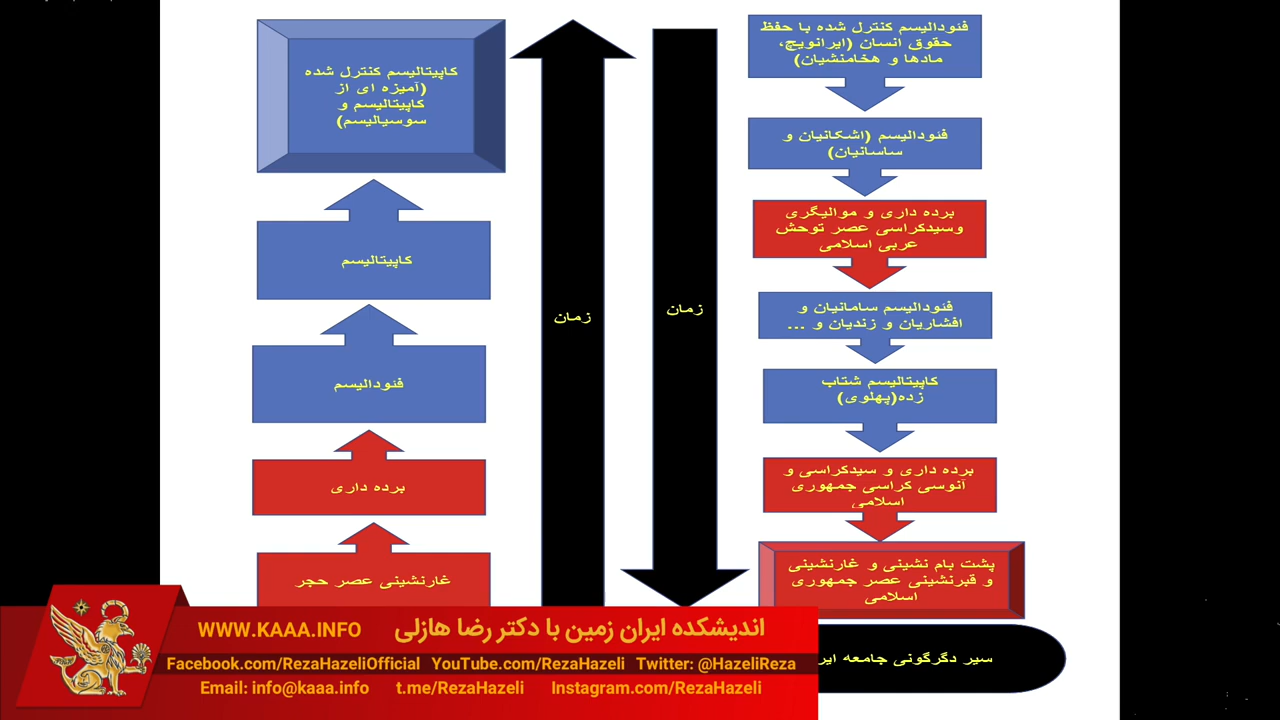 فئودالیسم کنترل شده با حفظ
حقوق انسان (ایرانویچ،
مادها و هخامنشیان)
فئودالیسم (اشکانیان و
ساسانیان)
برده داری و موالیگری
وسیدکراسی عصر توحش
عربی اسلامی
فئودالیسم سامانیان و
افشاریان و زندیان و ...
کاپیتالیسم شتاب
زده(پهلوی)
برده داری و سیدکراسی و
آنوسی کراسی جمهوری
اسلامی
پشت بام نشینی و غارنشینی
و قبرنشینی عصر جمهوری
اسلامی
سیر دگرگونی جامعه
زمان
زمان
کاپیتالیسم کنترل شده
(آمیزه ای از
کاپیتالیسم و
سوسیالیسم)
کاپیتالیسم
فئودالیسم
برده داری
غارنشینی عصر حجر
اندیشکده ایران زمین با دکتر رضا هازلی
WWW.KAAA.INFO
Facebook.com/RezaHazeliOfficial YouTube.com/RezaHazeli Twitter: @HazeliReza
Email: info@kaaa.info t.me/RezaHazeli Instagram.com/RezaHazeli